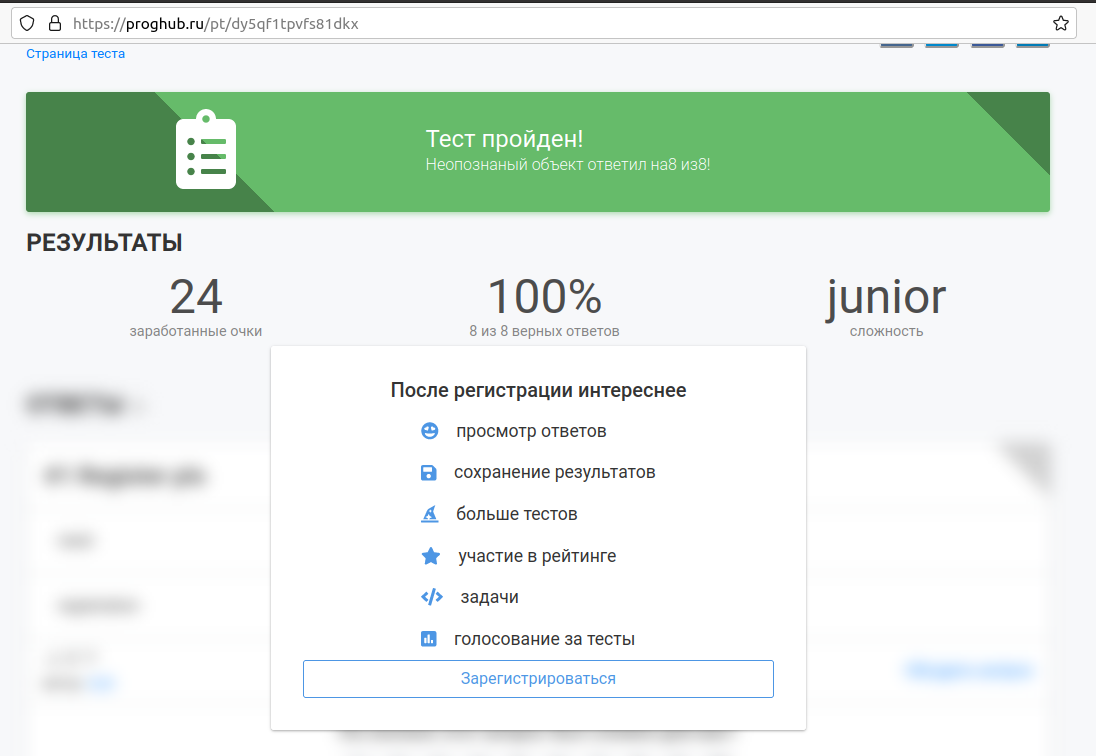 https://proghub.ru/pt/dy5qf1tpvfs81dkx
Страница теста
Тест пройден!
Неопознаный объект ответил на8 из8!
РЕЗУЛЬТАТЫ
24
заработанные очки
100%
8 из 8 верных ответов
junior
сложность
После регистрации интереснее
просмотр ответов
сохранение результатов
больше тестов
участие в рейтинге
задачи
голосование за тесты
Зарегистрироваться